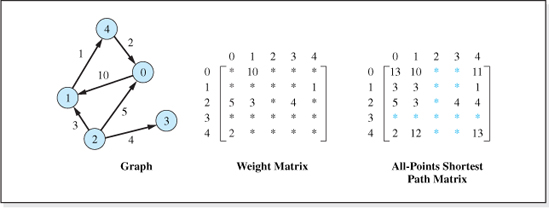 4
1
2
0
10
1
5
3
3
4
2
Graph
0 1 2 3 4
0 * 10 * * *
1 * * * * 1
2 5 3 * 4 *
3 * * * * *
4 2 * * * *
Weight Matrix
0 1 2 3 4
0 13 10 * * 11
1 3 3 * * 1
2 5 3 * 4 4
3 * * * * *
4 2 12 * * 13
All-Points Shortest
Path Matrix